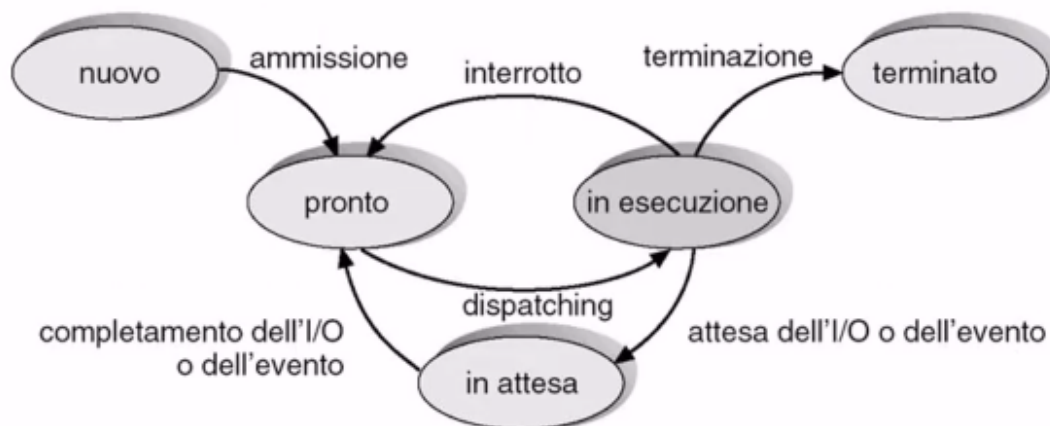 nuovo
ammissione
interrotto
terminazione
terminato
pronto
in esecuzione
dispatching
completamento dell'I/O
o dell'evento
attesa dell'I/O o dell'evento
in attesa